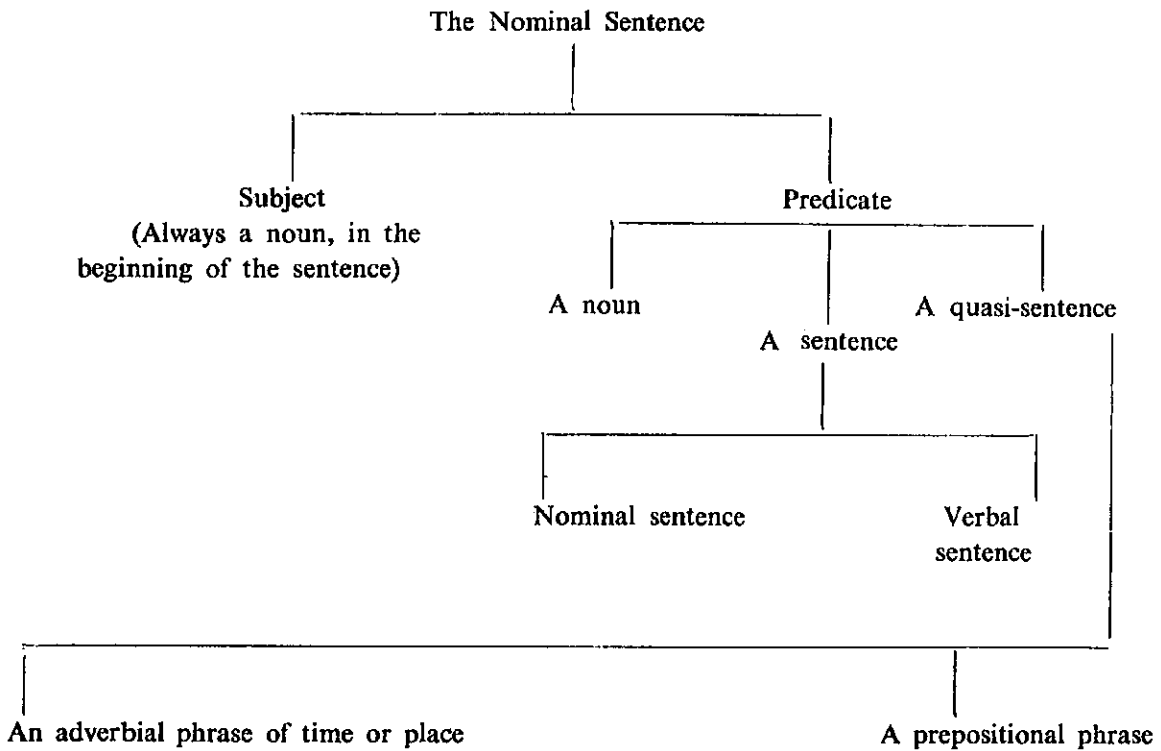 The Nominal Sentence
Subject
(Always a noun, in the
beginning of the sentence)
Predicate
A noun
A sentence
A quasi-sentence
Nominal sentence
Verbal
sentence
An adverbial phrase of time or place
A prepositional phrase